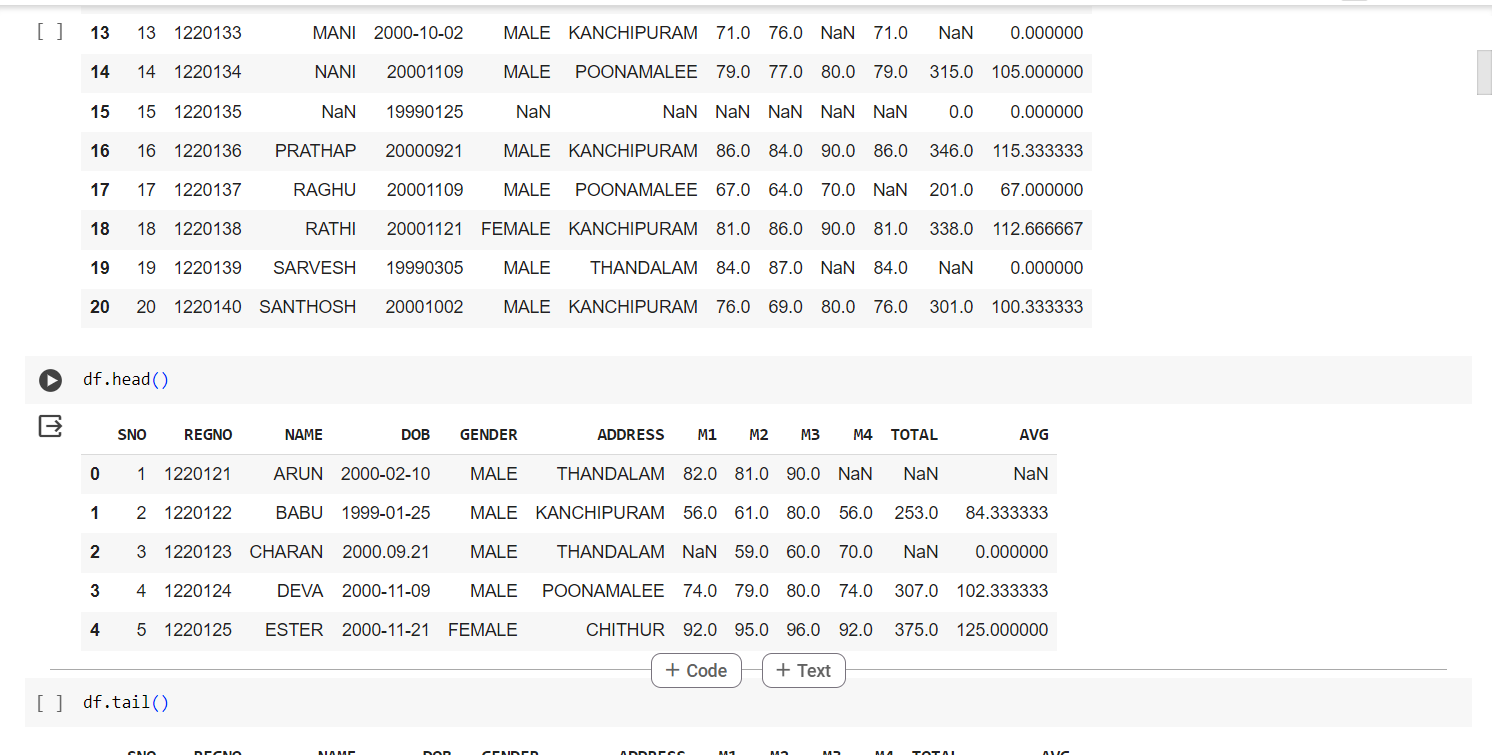 [ ] 13 13 1220133 MANI 2000-10-02 MALE KANCHIPURAM 71.0 76.0 NaN 71.0 NaN 0.000000
14 14 1220134 NANI 20001109 MALE POONAMALEE 79.0 77.0 80.0 79.0 315.0 105.000000
15 15 1220135 NaN 19990125 NaN NaN NaN NaN NaN NaN 0.0 0.000000
16 16 1220136 PRATHAP 20000921 MALE KANCHIPURAM 86.0 84.0 90.0 86.0 346.0 115.333333
17 17 1220137 RAGHU 20001109 MALE POONAMALEE 67.0 64.0 70.0 NaN 201.0 67.000000
18 18 1220138 RATHI 20001121 FEMALE KANCHIPURAM 81.0 86.0 90.0 81.0 338.0 112.666667
19 19 1220139 SARVESH 19990305 MALE THANDALAM 84.0 87.0 NaN 84.0 NaN 0.000000
20 20 1220140 SANTHOSH 20001002 MALE KANCHIPURAM 76.0 69.0 80.0 76.0 301.0 100.333333
df.head()
SNO REGNO NAME DOB GENDER ADDRESS M1 M2 M3 M4 TOTAL AVG
0 1 1220121 ARUN 2000-02-10 MALE THANDALAM 82.0 81.0 90.0 NaN NaN NaN
1 2 1220122 BABU 1999-01-25 MALE KANCHIPURAM 56.0 61.0 80.0 56.0 253.0 84.333333
2 3 1220123 CHARAN 2000.09.21 MALE THANDALAM NaN 59.0 60.0 70.0 NaN 0.000000
3 4 1220124 DEVA 2000-11-09 MALE POONAMALEE 74.0 79.0 80.0 74.0 307.0 102.333333
4 5 1220125 ESTER 2000-11-21 FEMALE CHITHUR 92.0 95.0 96.0 92.0 375.0 125.000000
+ Code + Text
[ ] df.tail()
SNO REGNO NAME DOB GENDER ADDRESS M1 M2 M3 M4 TOTAL AVG